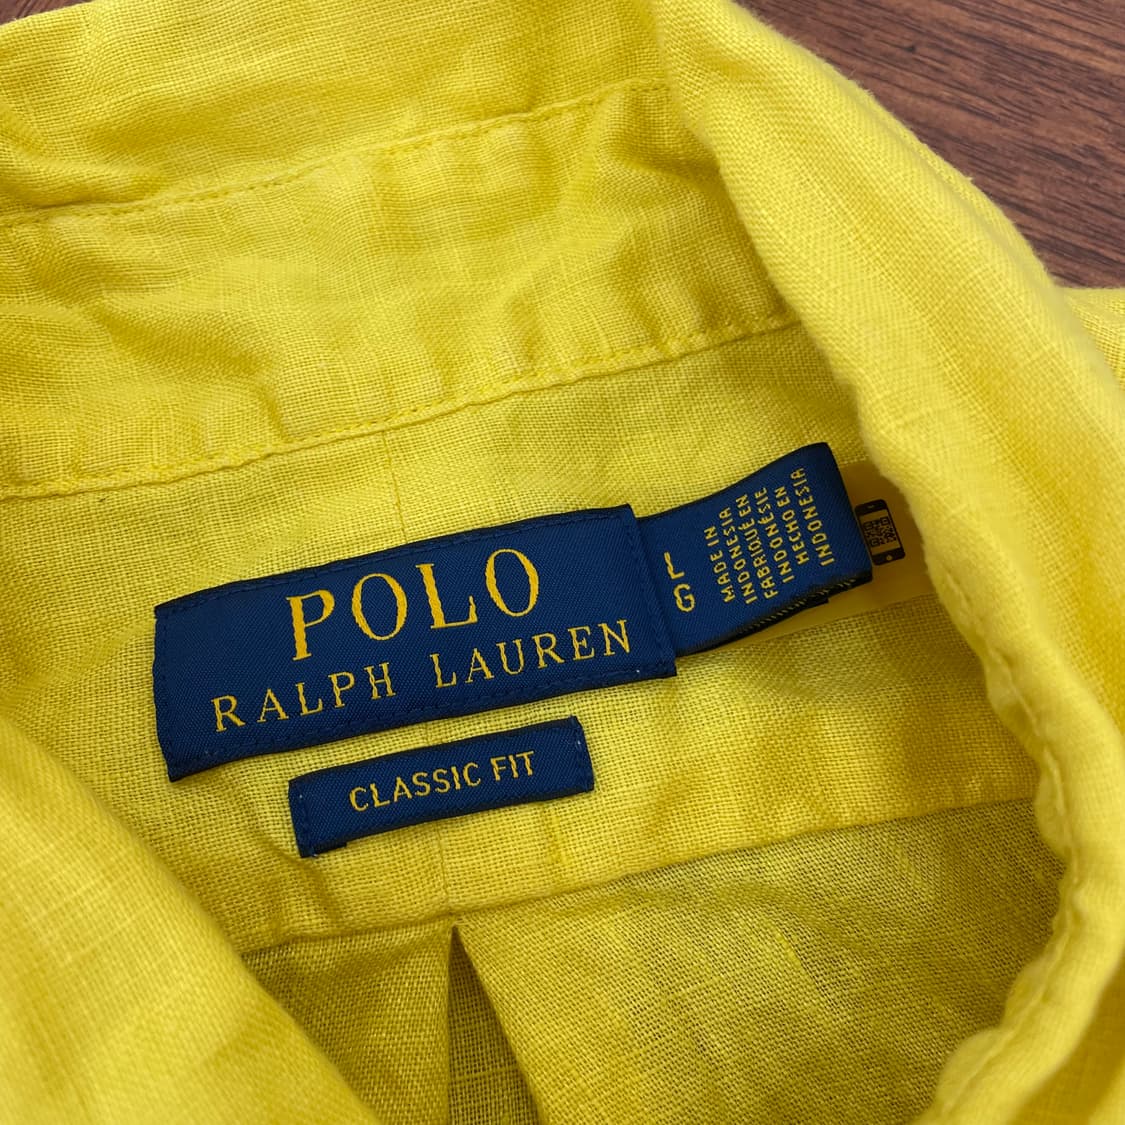 POLO
RALPH LAUREN
CLASSIC FIT
L
G
MADE IN
INDONESIA
FABRIQUÉ EN
INDONÉSIE
HECHO EN
INDONESIA